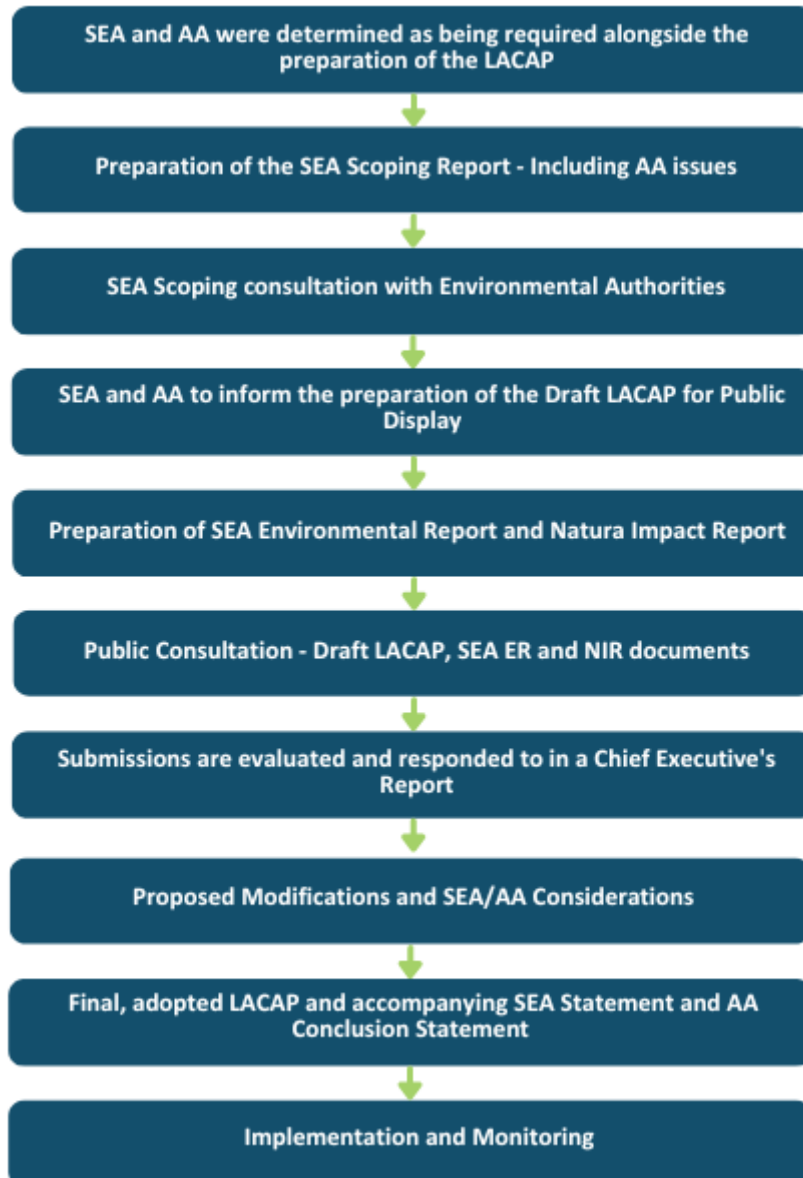 SEA and AA were determined as being required alongside the
preparation of the LACAP
Preparation of the SEA Scoping Report - Including AA issues
SEA Scoping consultation with Environmental Authorities
SEA and AA to inform the preparation of the Draft LACAP for Public
Display
Preparation of SEA Environmental Report and Natura Impact Report
Public Consultation - Draft LACAP, SEA ER and NIR documents
Submissions are evaluated and responded to in a Chief Executive's
Report
Proposed Modifications and SEA/AA Considerations
Final, adopted LACAP and accompanying SEA Statement and AA
Conclusion Statement
Implementation and Monitoring